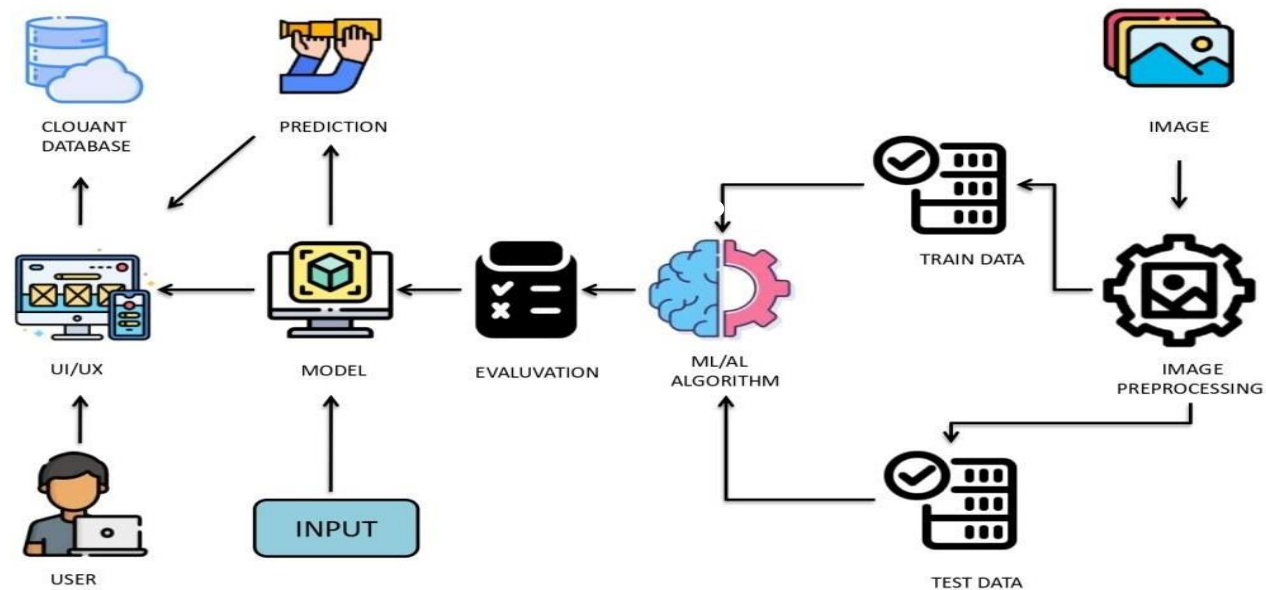 CLOUANT
DATABASE
PREDICTION
IMAGE
TRAIN DATA
UI/UX
MODEL
EVALUVATION
ML/AL
ALGORITHM
IMAGE
PREPROCESSING
INPUT
USER
TEST DATA